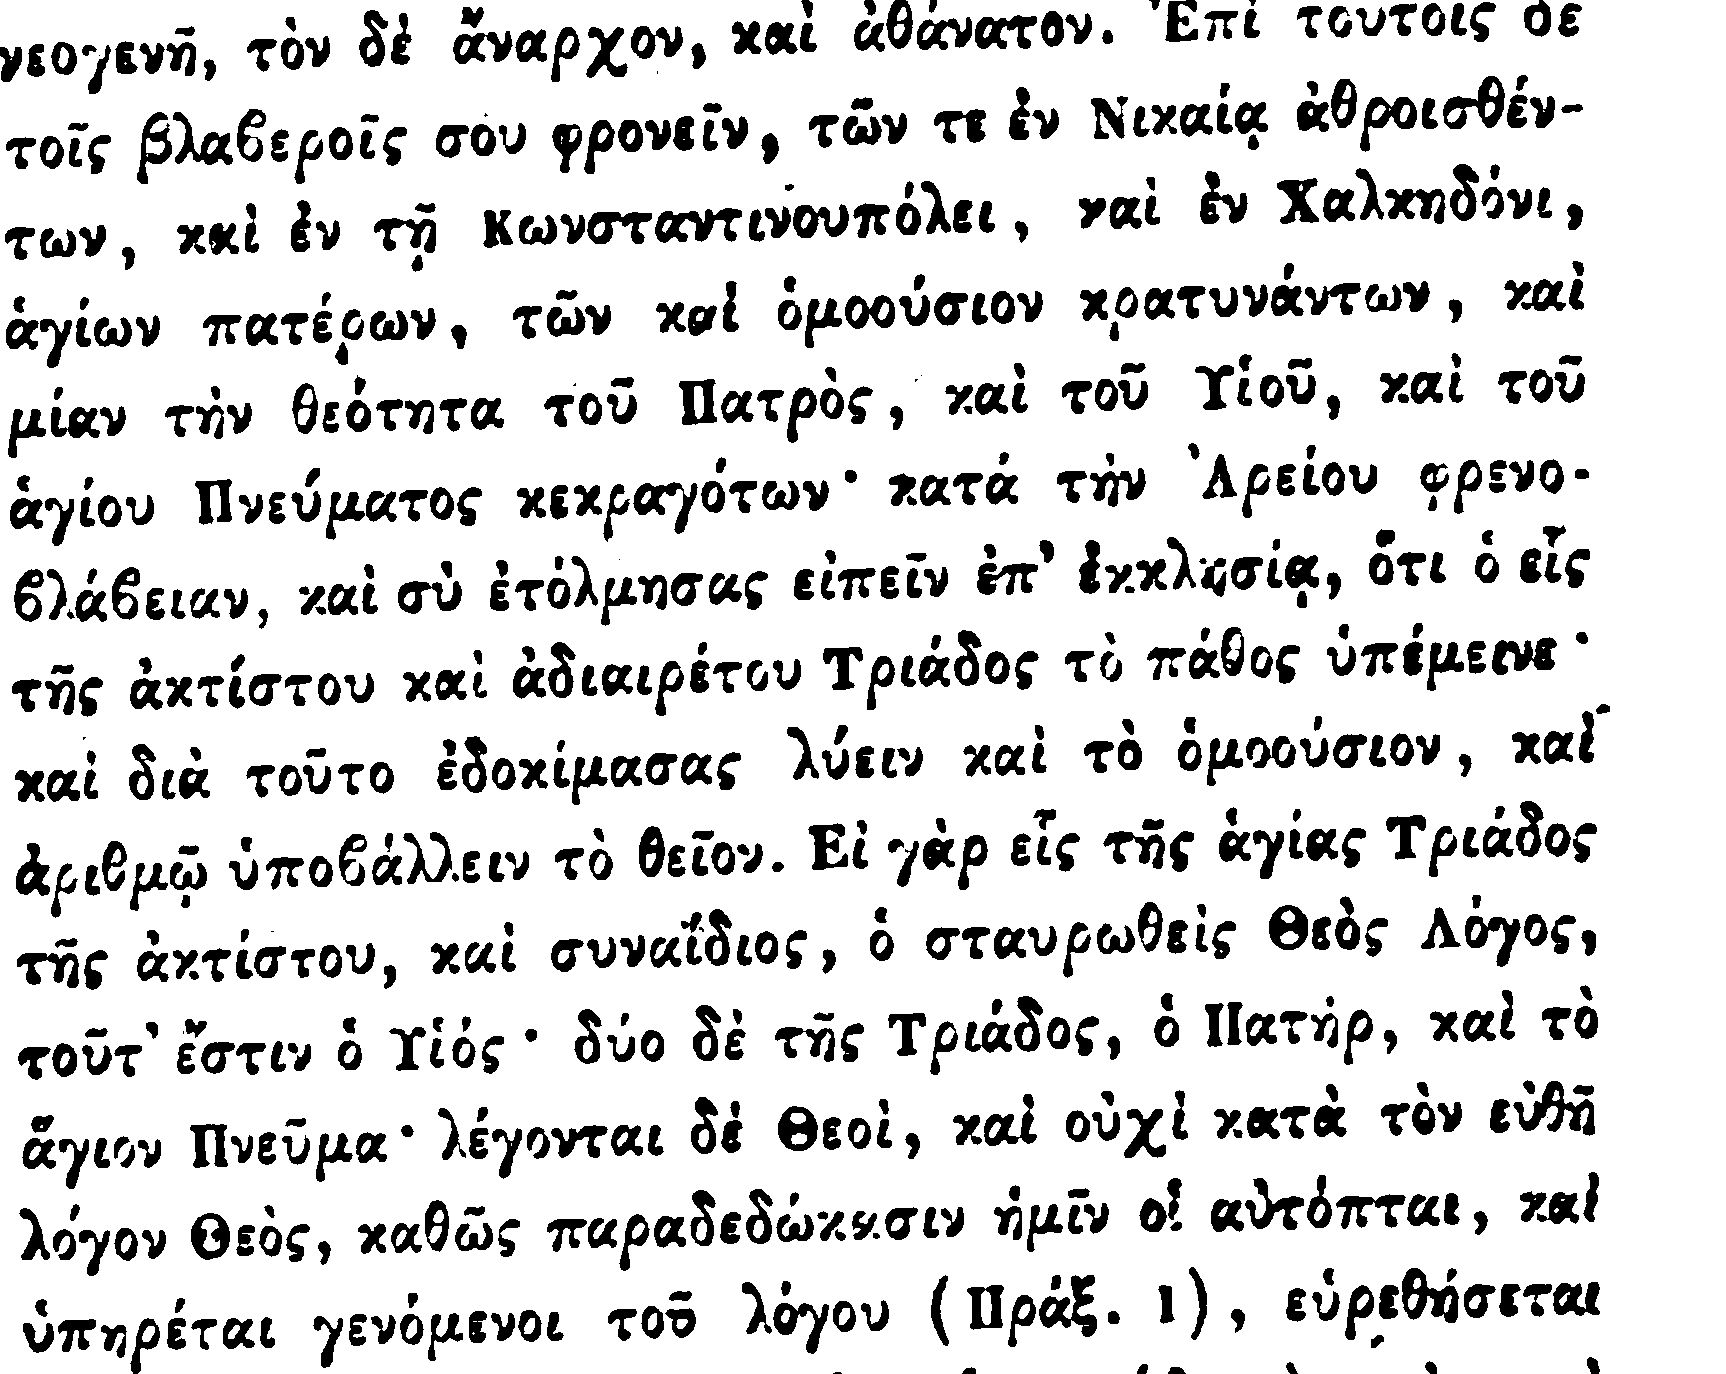 νεογενῆ, τὸν δὲ ἄναρχον, καὶ ἀθάνατον. Ἐπὶ τούτοις δὲ
τοῖς βλαϐεροῖς σου φρονεῖν, τῶν τε ἐν Νικαίᾳ ἀθροισθέν-
των, καὶ ἐν τῇ Κωνσταντινουπόλει, καὶ ἐν Χαλκηδόνι,
ἁγίων πατέρων, τῶν καὶ ὁμοούσιον κρατυνάντων, καὶ
μίαν τὴν θεότητα τοῦ Πατρὸς, καὶ τοῦ Υἱοῦ, καὶ τοῦ
ἁγίου Πνεύματος κεκραγότων· κατὰ τὴν Ἀρείου φρενο-
ϐλάϐειαν, καὶ σὺ ἐτόλμησας εἰπεῖν ἐπ’ ἐκκλησίᾳ, ὅτι ὁ εἷς
τῆς ἀκτίστου καὶ ἀδιαιρέτου Τριάδος τὸ πάθος ὑπέμεινε·
καὶ διὰ τοῦτο ἐδοκίμασας λύειν καὶ τὸ ὁμοούσιον, καὶ
ἀριθμῷ ὑποϐάλλειν τὸ θεῖον. Εἰ γὰρ εἷς τῆς ἁγίας Τριάδος
τῆς ἀκτίστου, καὶ συναΐδιος, ὁ σταυρωθεὶς Θεὸς Λόγος,
τοῦτ’ ἔστιν ὁ Υἱός· δύο δὲ τῆς Τριάδος, ὁ Πατὴρ, καὶ τὸ
ἅγιον Πνεῦμα· λέγονται δὲ Θεοὶ, καὶ οὐχὶ κατὰ τὸν εὐθῆ
λόγον Θεὸς, καθῶς παραδεδώκασιν ἡμῖν οἱ αὐτόπται, καὶ
ὑπηρέται γενόμενοι τοῦ λόγου (Πράξ. 1), εὑρεθήσεται